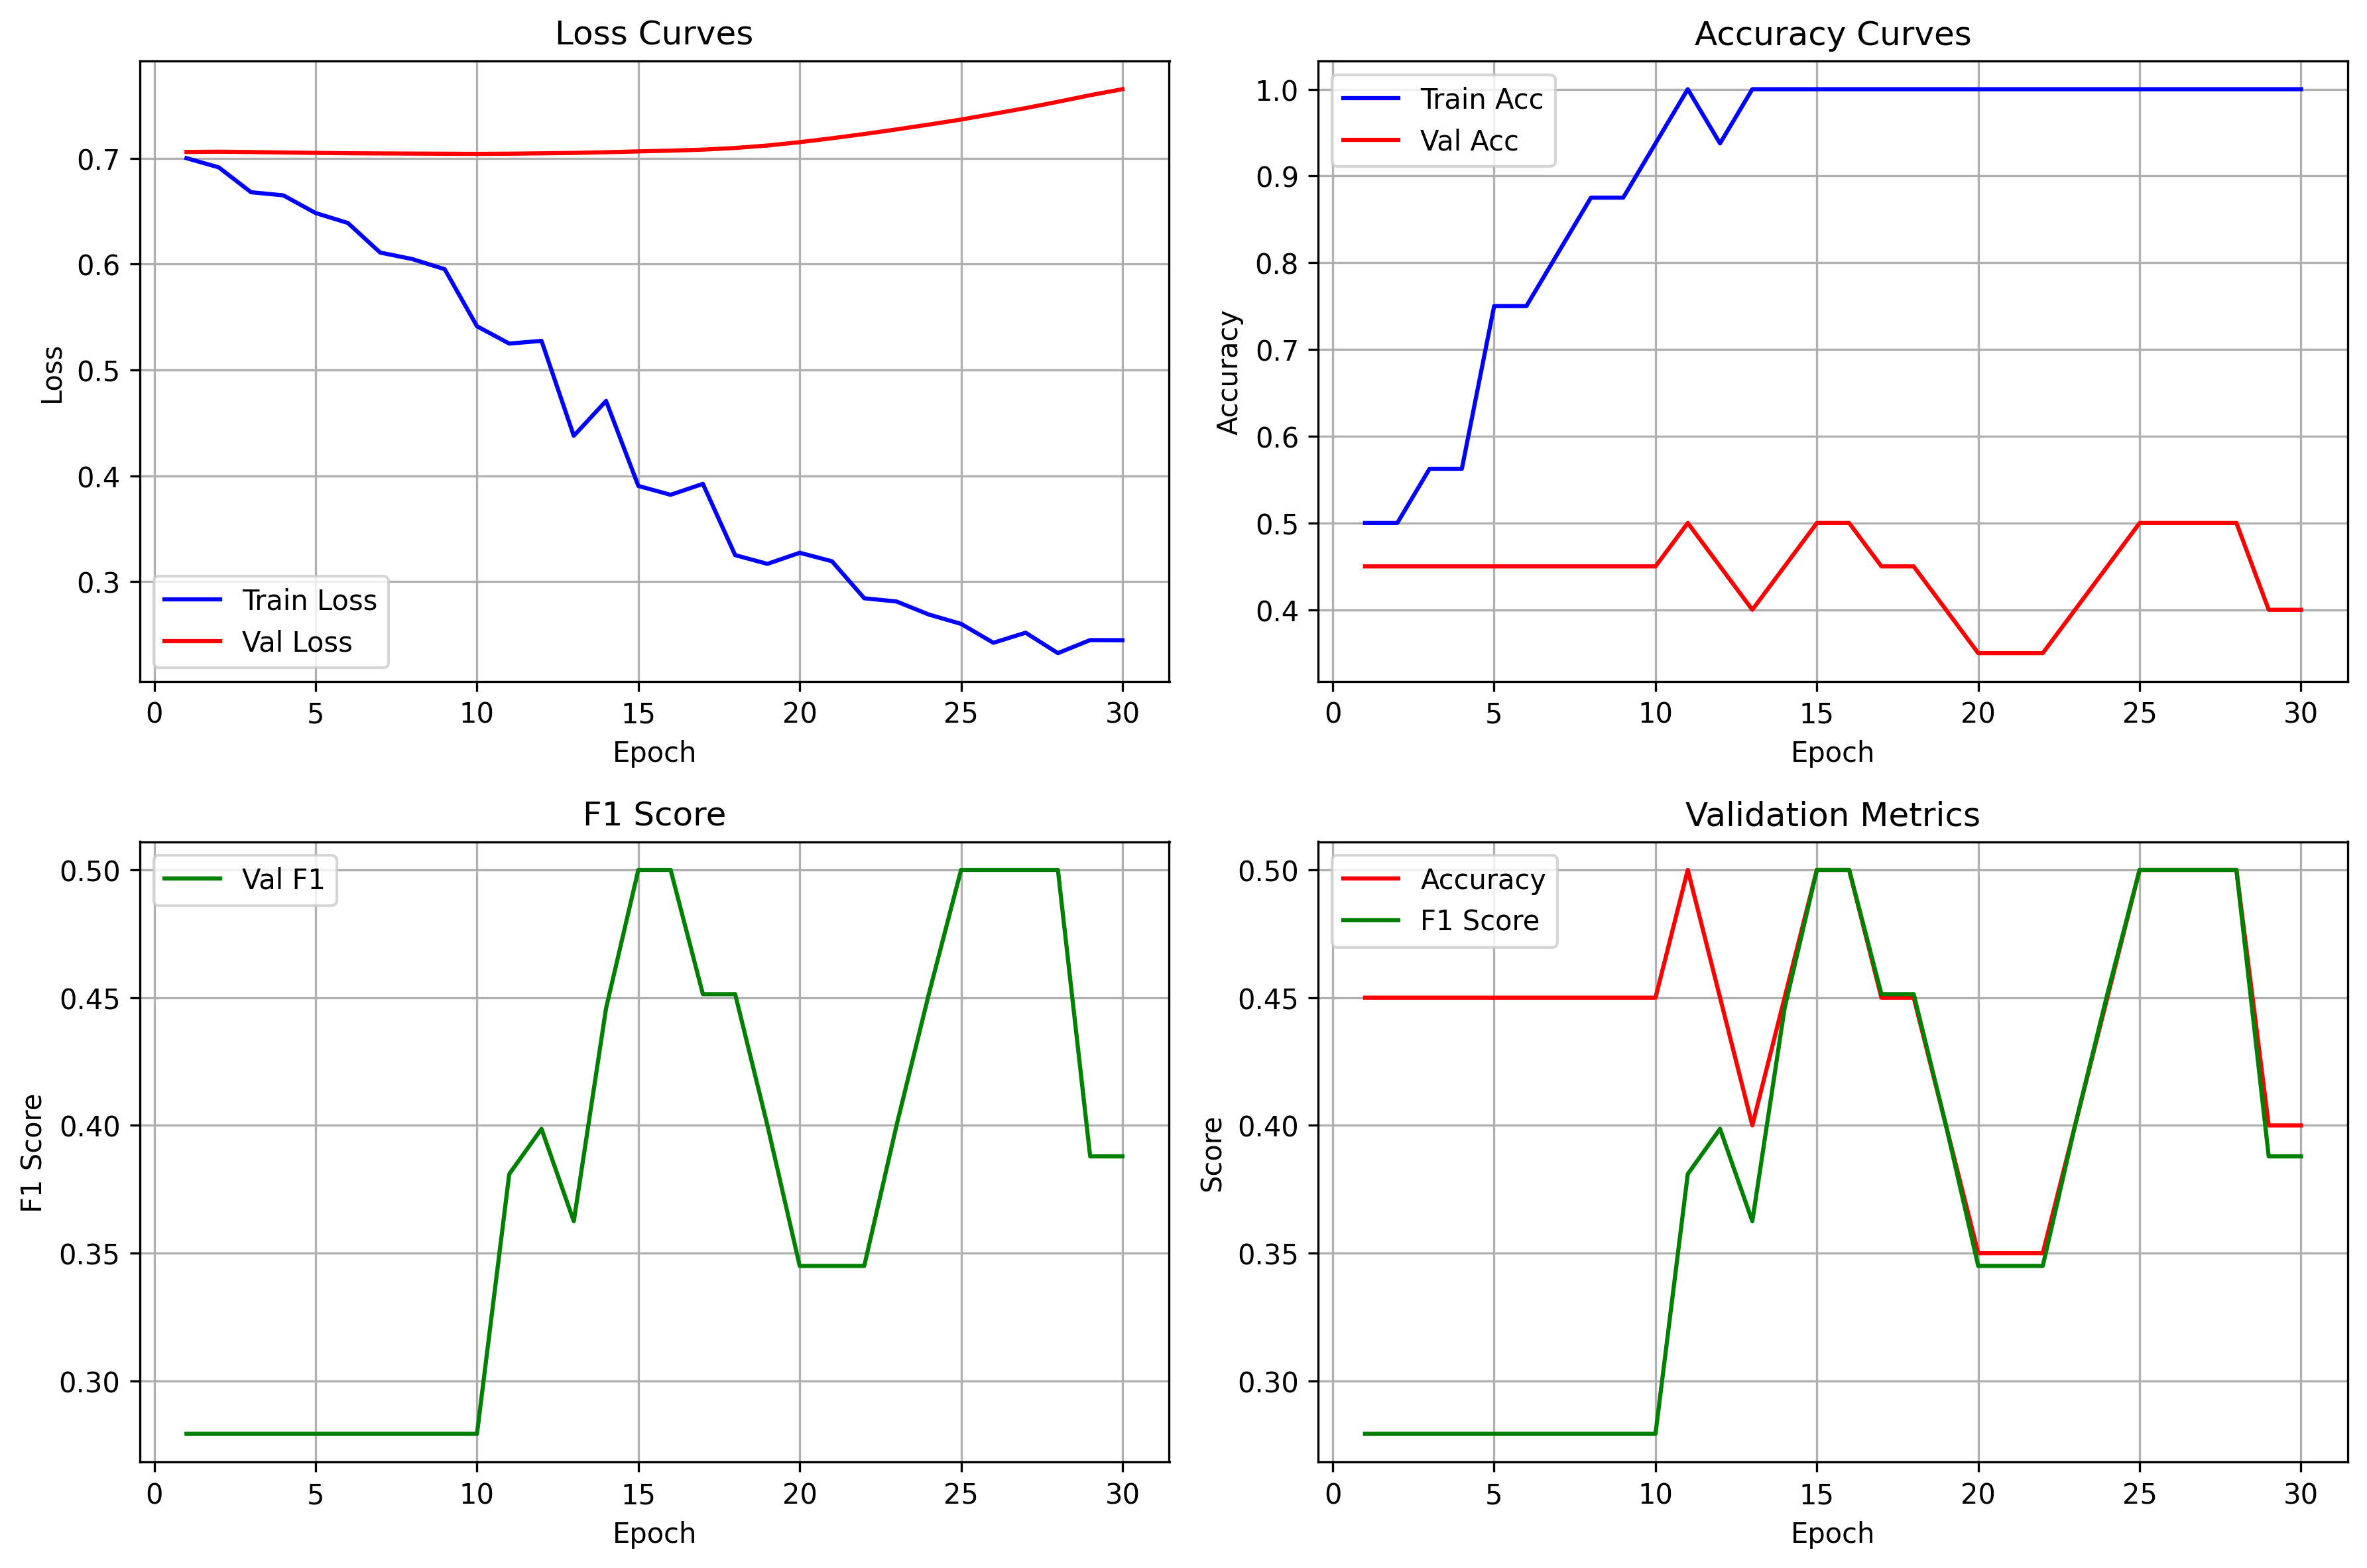 Loss Curves
Loss
0.7
0.6
0.5
0.4
0.3
Train Loss
Val Loss
0 5 10 15 20 25 30
Epoch
Accuracy Curves
Accuracy
1.0
0.9
0.8
0.7
0.6
0.5
0.4
Train Acc
Val Acc
0 5 10 15 20 25 30
Epoch
F1 Score
F1 Score
0.50
0.45
0.40
0.35
0.30
Val F1
0 5 10 15 20 25 30
Epoch
Validation Metrics
Score
0.50
0.45
0.40
0.35
0.30
Accuracy
F1 Score
0 5 10 15 20 25 30
Epoch